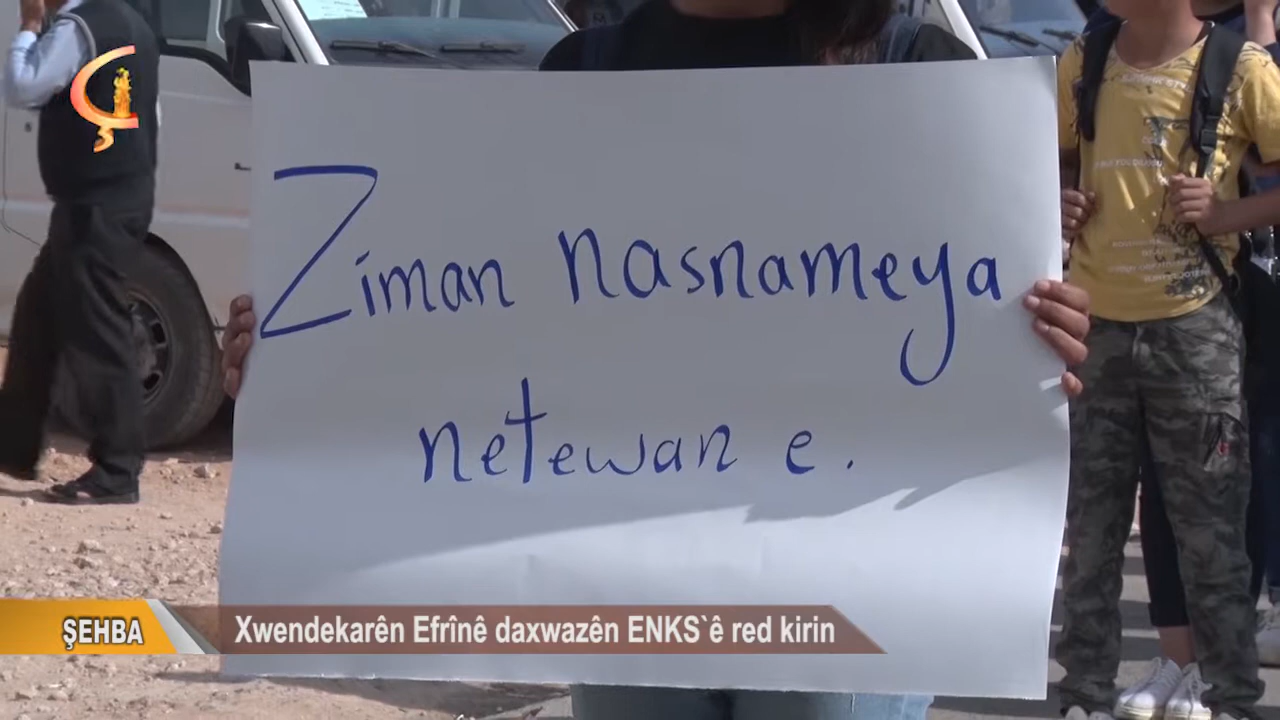 Ziman nasnameya
netewan e.
ŞEHBA
Xwendekarên Efrînê daxwazên ENKS`ê red kirin